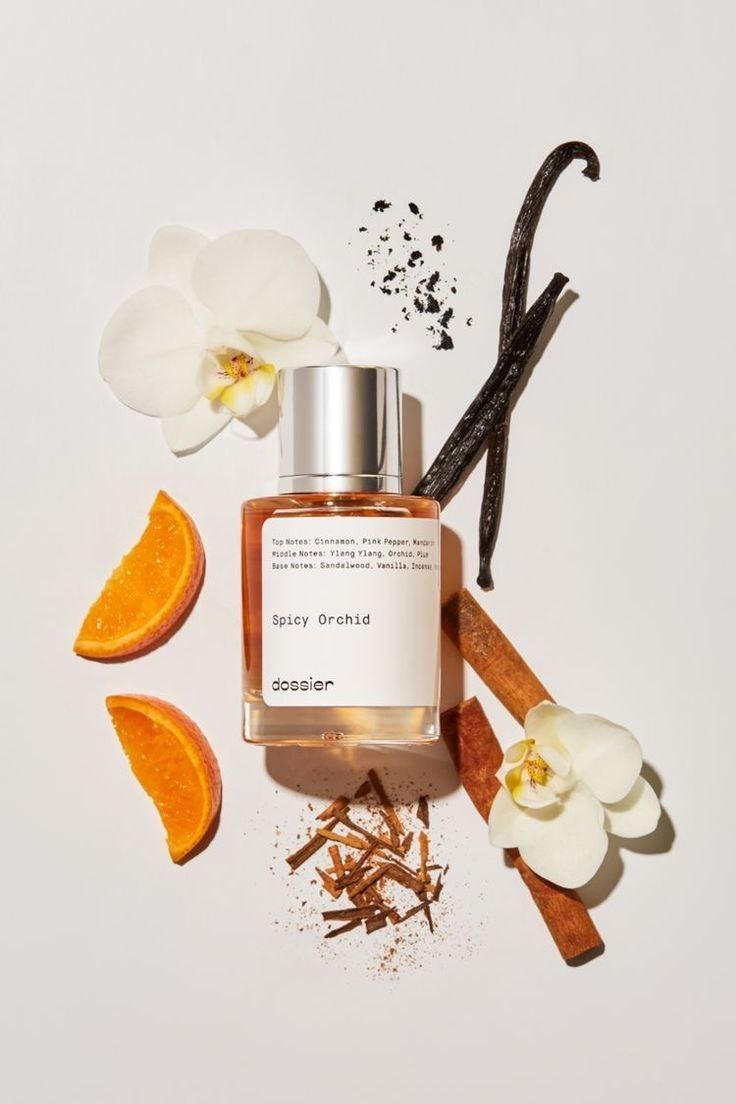 Top Notes: Cinnamon, Pink Pepper, Mandarin
Middle Notes: Ylang Ylang, Orchid, Plum
Base Notes: Sandalwood, Vanilla, Incense,
Spicy Orchid
dossier